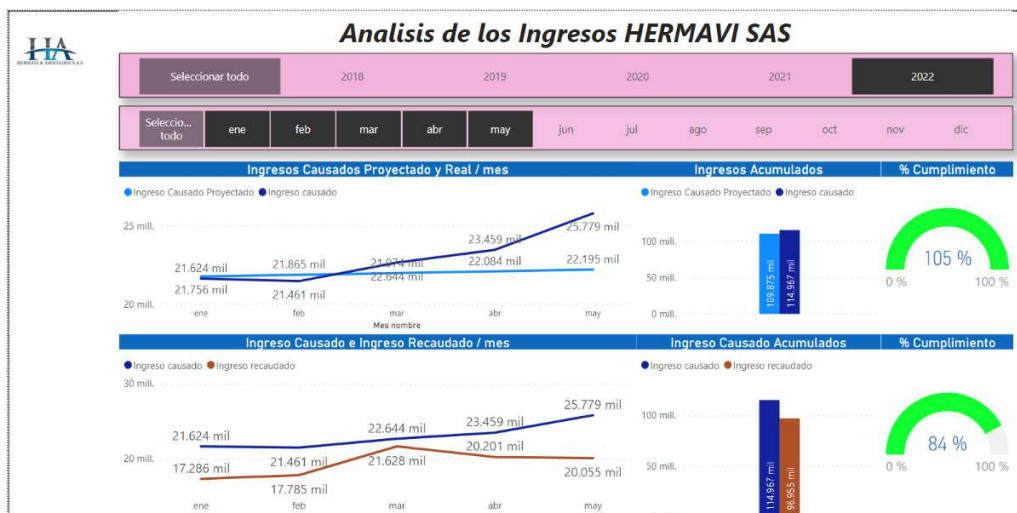 Analisis de los Ingresos HERMAVI SAS
HA
HERMAVI & ASOCIADOS S.A.S
Seleccionar todo 2018 2019 2020 2021 2022
Seleccio... todo ene feb mar abr may jun jul ago sep oct nov dic
Ingresos Causados Proyectado y Real / mes
Ingreso Causado Proyectado Ingreso causado
25 mill.
20 mill.
21.624 mil 21.865 mil 23.459 mil 25.779 mil
21.756 mil 21.461 mil 22.644 mil 22.084 mil 22.195 mil
ene feb mar abr may
Mes nombre
Ingresos Acumulados
Ingreso Causado Proyectado Ingreso causado
100 mill.
50 mill.
0 mill.
109.875 mil 114.967 mil
% Cumplimiento
105 %
0 % 100 %
Ingreso Causado e Ingreso Recaudado / mes
Ingreso causado Ingreso recaudado
30 mill.
20 mill.
21.624 mil 21.461 mil 22.644 mil 23.459 mil 25.779 mil
17.286 mil 17.785 mil 21.628 mil 20.201 mil 20.055 mil
ene feb mar abr may
Ingreso Causado Acumulados
Ingreso causado Ingreso recaudado
100 mill.
50 mill.
114.967 mil 96.955 mil
% Cumplimiento
84 %
0 % 100 %